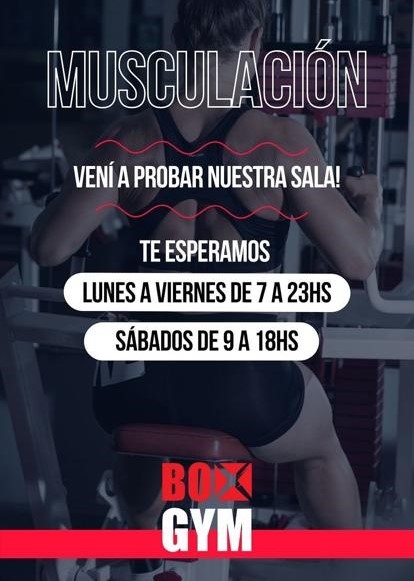 MUSCULACIÓN
VENÍ A PROBAR NUESTRA SALA!
TE ESPERAMOS
LUNES A VIERNES DE 7 A 23HS
SÁBADOS DE 9 A 18HS
BOX
GYM